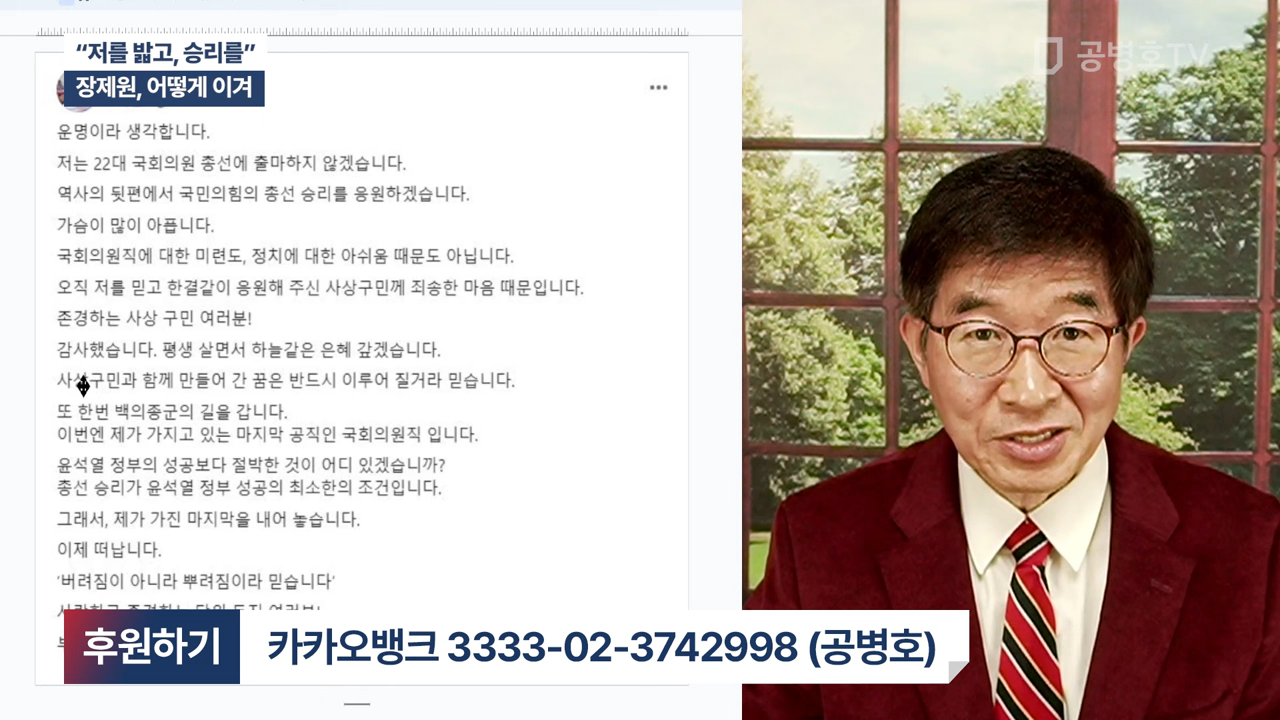 “저를 밟고, 승리를”
장제원, 어떻게 이겨
공병호TV
운명이라 생각합니다.
저는 22대 국회의원 총선에 출마하지 않겠습니다.
역사의 뒷편에서 국민의힘의 총선 승리를 응원하겠습니다.
가슴이 많이 아픕니다.
국회의원직에 대한 미련도, 정치에 대한 아쉬움 때문도 아닙니다.
오직 저를 믿고 한결같이 응원해 주신 사상구민께 죄송한 마음 때문입니다.
존경하는 사상 구민 여러분!
감사했습니다. 평생 살면서 하늘같은 은혜 갚겠습니다.
사상구민과 함께 만들어 간 꿈은 반드시 이루어 질거라 믿습니다.
또 한번 백의종군의 길을 갑니다.
이번엔 제가 가지고 있는 마지막 공직인 국회의원직 입니다.
윤석열 정부의 성공보다 절박한 것이 어디 있겠습니까?
총선 승리가 윤석열 정부 성공의 최소한의 조건입니다.
그래서, 제가 가진 마지막을 내어 놓습니다.
이제 떠납니다.
‘버려짐이 아니라 뿌려짐이라 믿습니다’
후원하기
카카오뱅크 3333-02-3742998 (공병호)